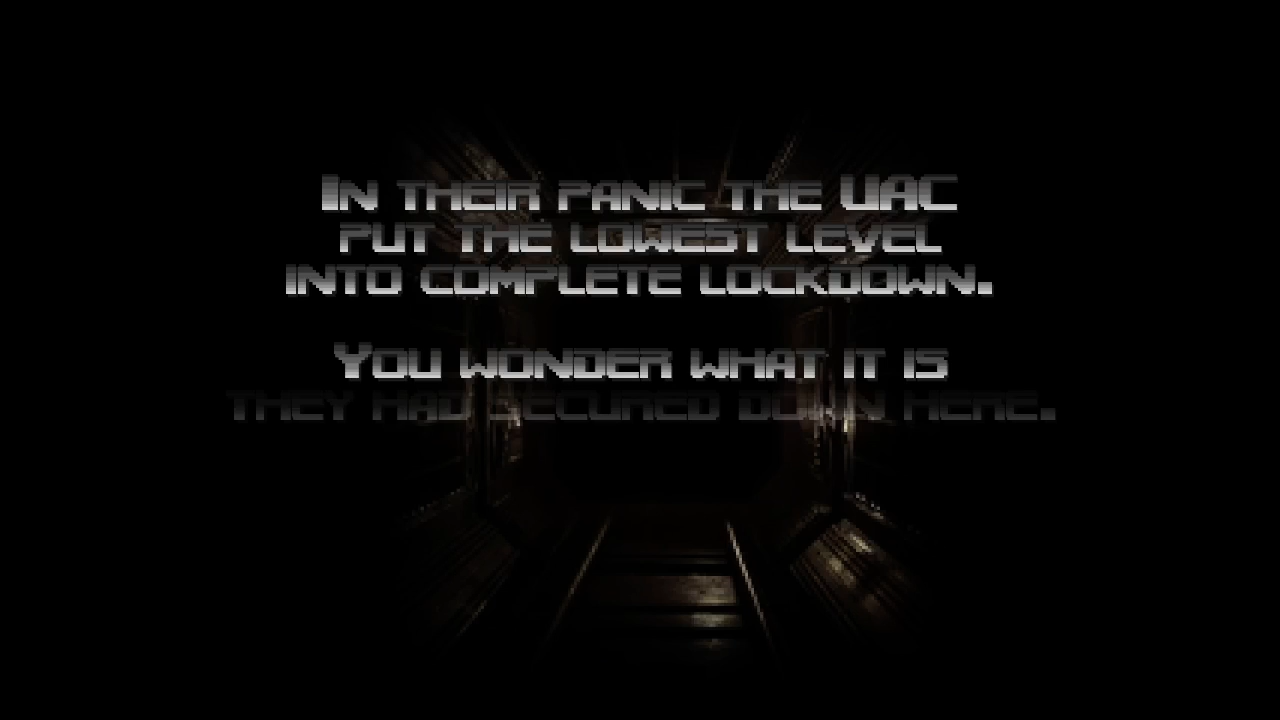 In their panic the UAC
put the lowest level
into complete lockdown.
You wonder what it is
they had secured down here.